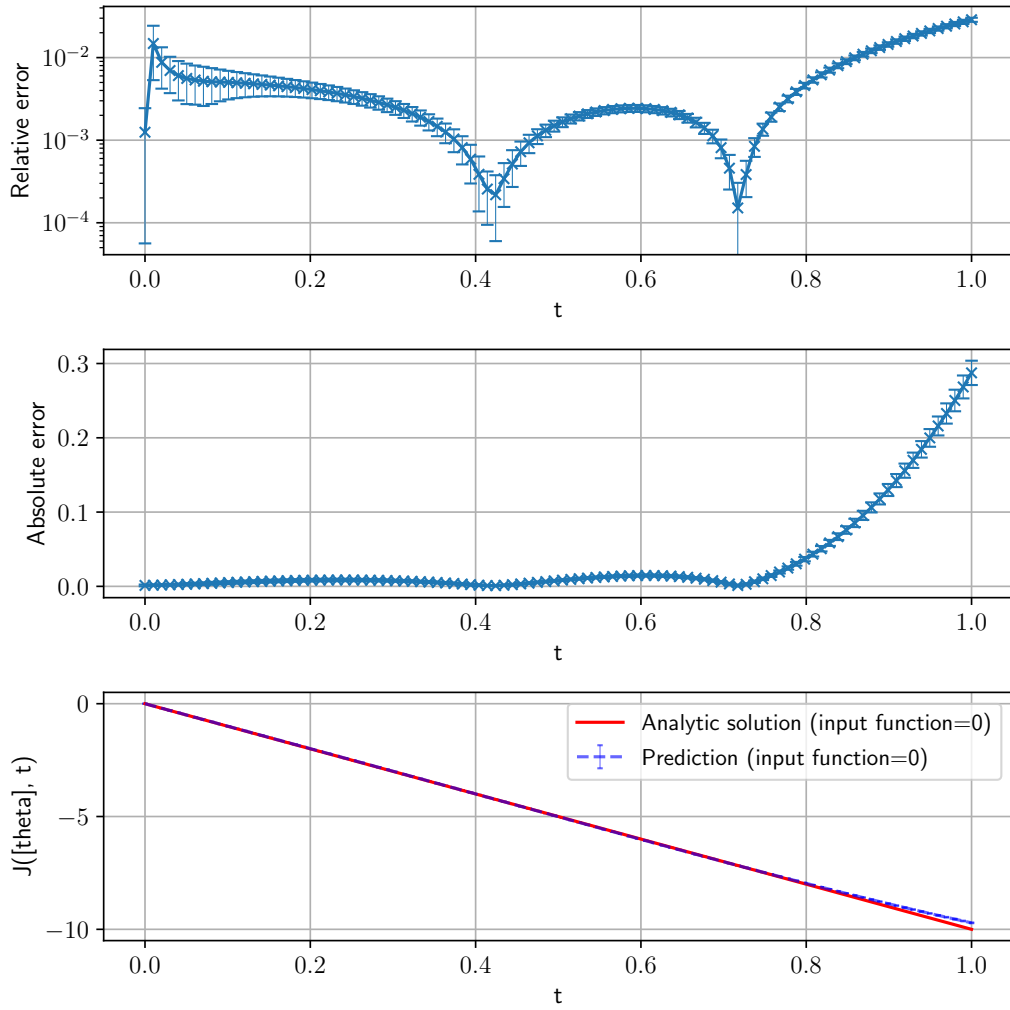 Relative error
10⁻²
10⁻³
10⁻⁴
0.0 0.2 0.4 0.6 0.8 1.0
t
Absolute error
0.3
0.2
0.1
0.0
0.0 0.2 0.4 0.6 0.8 1.0
t
J([theta], t)
0
−5
−10
Analytic solution (input function=0)
Prediction (input function=0)
0.0 0.2 0.4 0.6 0.8 1.0
t